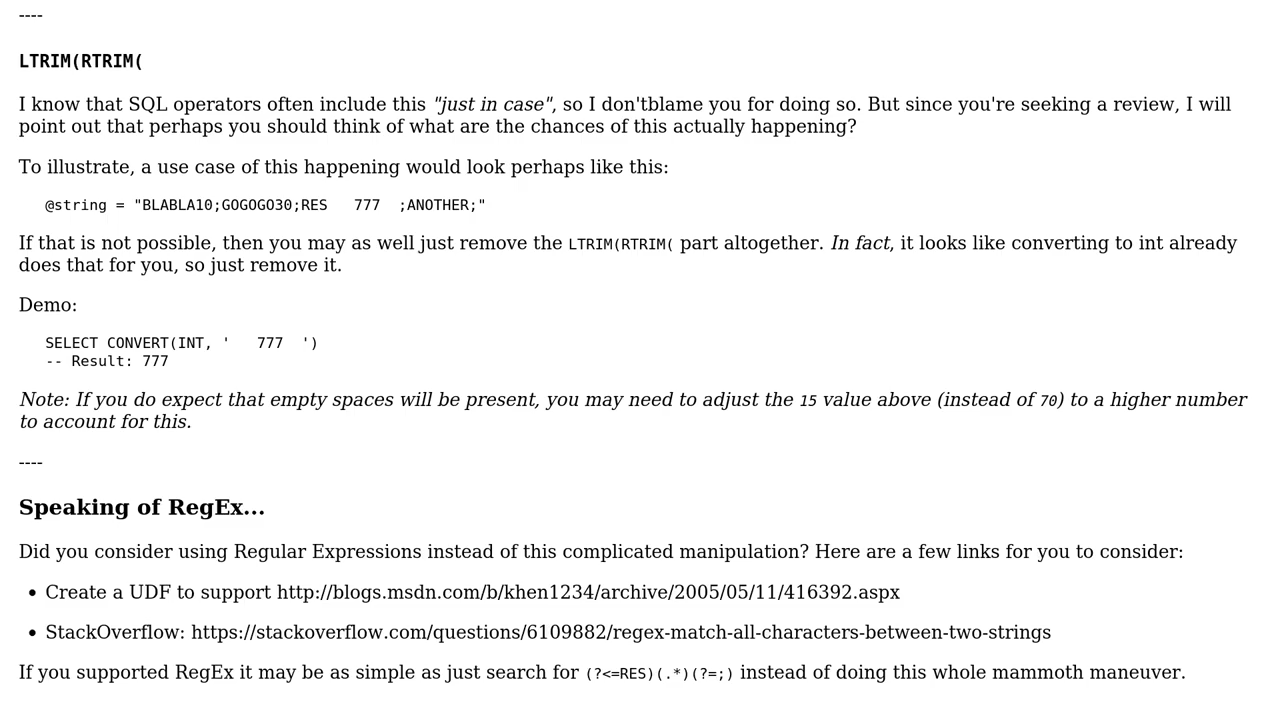 ----
LTRIM(RTRIM(
I know that SQL operators often include this "just in case", so I don'tblame you for doing so. But since you're seeking a review, I will
point out that perhaps you should think of what are the chances of this actually happening?
To illustrate, a use case of this happening would look perhaps like this:
@string = "BLABLA10;GOGOGO30;RES   777  ;ANOTHER;"
If that is not possible, then you may as well just remove the LTRIM(RTRIM( part altogether. In fact, it looks like converting to int already
does that for you, so just remove it.
Demo:
SELECT CONVERT(INT, '   777  ')
-- Result: 777
Note: If you do expect that empty spaces will be present, you may need to adjust the 15 value above (instead of 70) to a higher number
to account for this.
----
Speaking of RegEx...
Did you consider using Regular Expressions instead of this complicated manipulation? Here are a few links for you to consider:
• Create a UDF to support http://blogs.msdn.com/b/khen1234/archive/2005/05/11/416392.aspx
• StackOverflow: https://stackoverflow.com/questions/6109882/regex-match-all-characters-between-two-strings
If you supported RegEx it may be as simple as just search for (?<=RES)(.*)(?=;) instead of doing this whole mammoth maneuver.